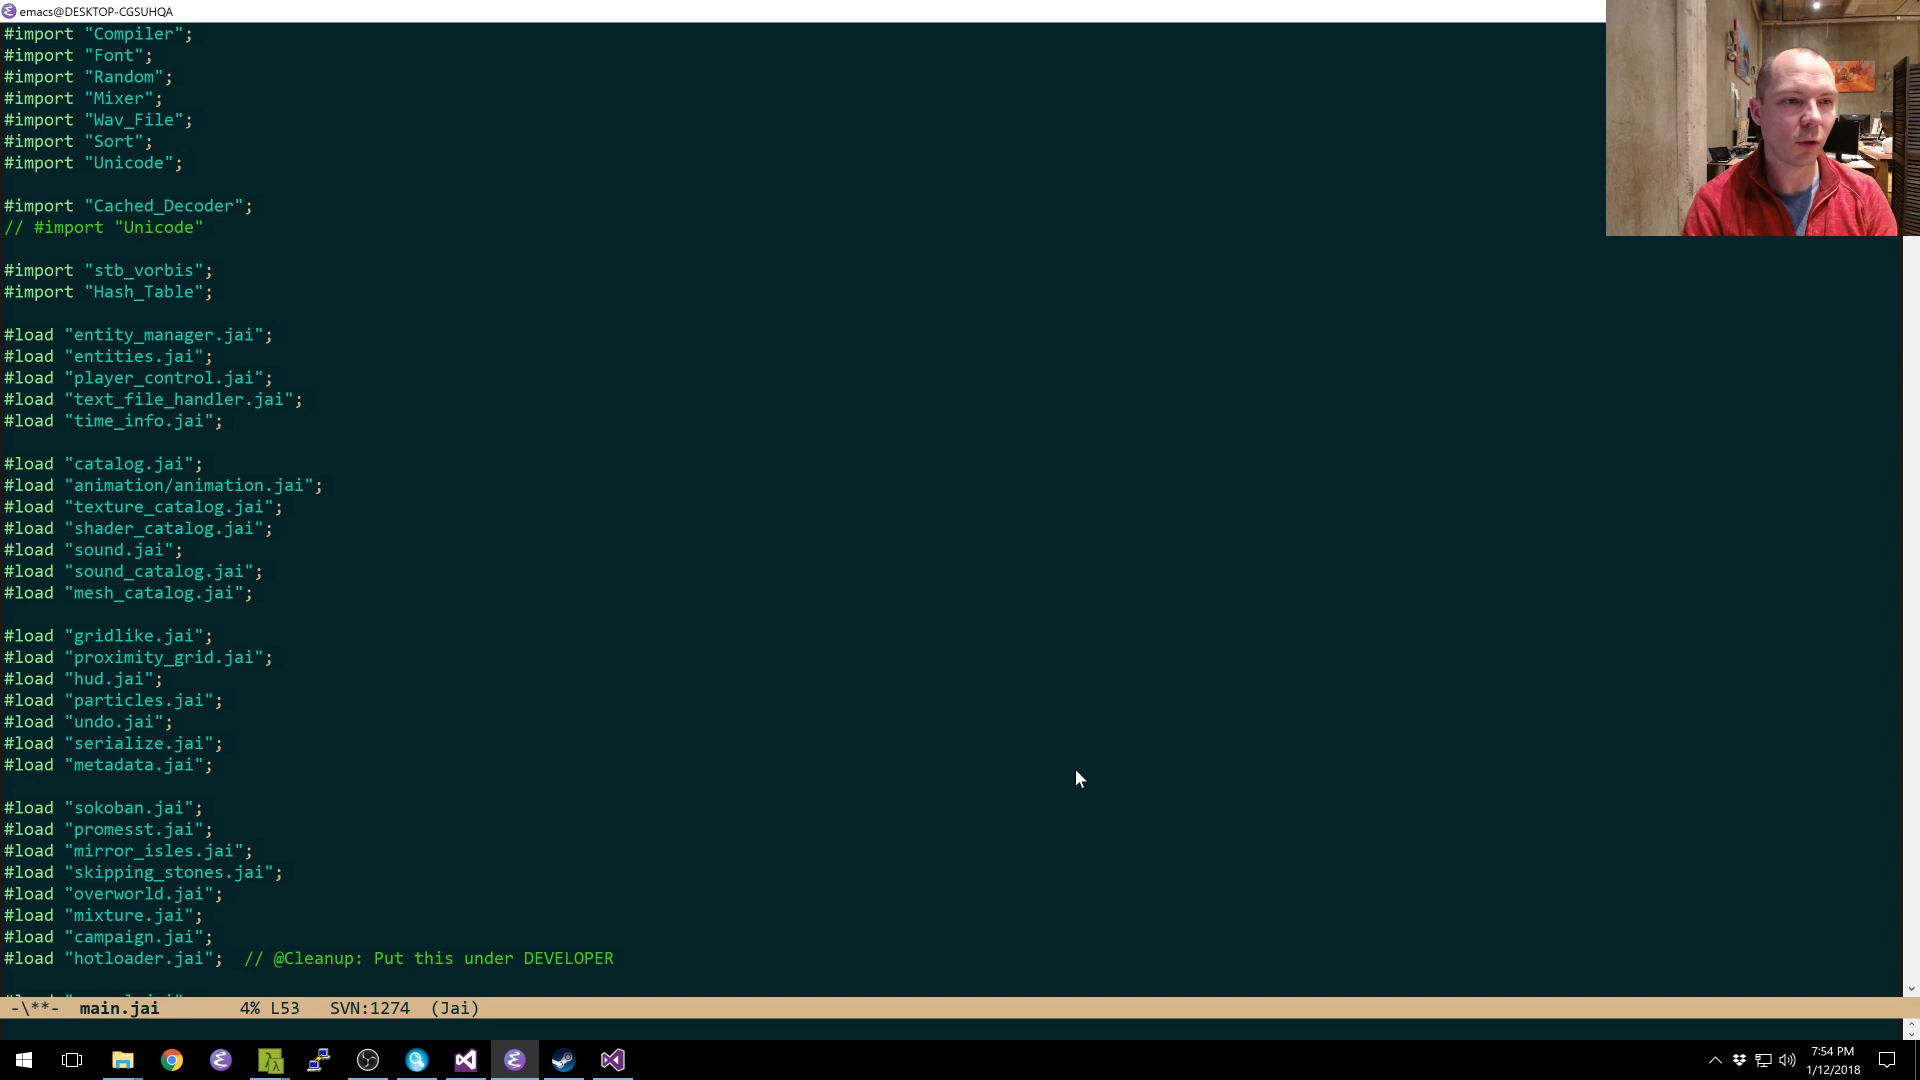 emacs@DESKTOP-CGSUHQA
#import "Compiler";
#import "Font";
#import "Random";
#import "Mixer";
#import "Wav_File";
#import "Sort";
#import "Unicode";
#import "Cached_Decoder";
// #import "Unicode"
#import "stb_vorbis";
#import "Hash_Table";
#load "entity_manager.jai";
#load "entities.jai";
#load "player_control.jai";
#load "text_file_handler.jai";
#load "time_info.jai";
#load "catalog.jai";
#load "animation/animation.jai";
#load "texture_catalog.jai";
#load "shader_catalog.jai";
#load "sound.jai";
#load "sound_catalog.jai";
#load "mesh_catalog.jai";
#load "gridlike.jai";
#load "proximity_grid.jai";
#load "hud.jai";
#load "particles.jai";
#load "undo.jai";
#load "serialize.jai";
#load "metadata.jai";
#load "sokoban.jai";
#load "promesst.jai";
#load "mirror_isles.jai";
#load "skipping_stones.jai";
#load "overworld.jai";
#load "mixture.jai";
#load "campaign.jai";
#load "hotloader.jai";  // @Cleanup: Put this under DEVELOPER
-\**-  main.jai        4% L53   SVN:1274  (Jai)
7:54 PM
1/12/2018